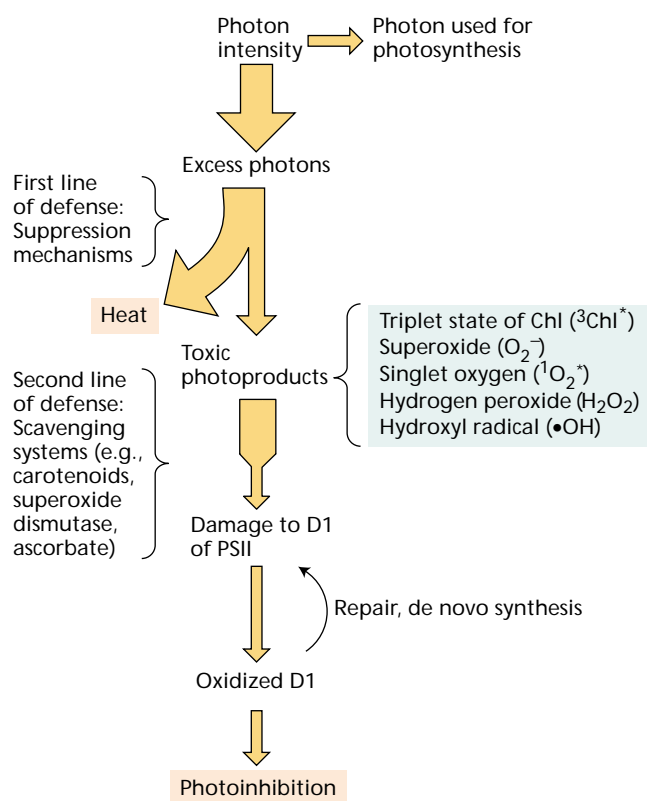 Photon
intensity
Photon used for
photosynthesis
Excess photons
First line
of defense:
Suppression
mechanisms
Heat
Toxic
photoproducts
Triplet state of Chl (³Chl*)
Superoxide (O₂⁻)
Singlet oxygen (¹O₂*)
Hydrogen peroxide (H₂O₂)
Hydroxyl radical (•OH)
Second line
of defense:
Scavenging
systems (e.g.,
carotenoids,
superoxide
dismutase,
ascorbate)
Damage to D1
of PSII
Repair, de novo synthesis
Oxidized D1
Photoinhibition